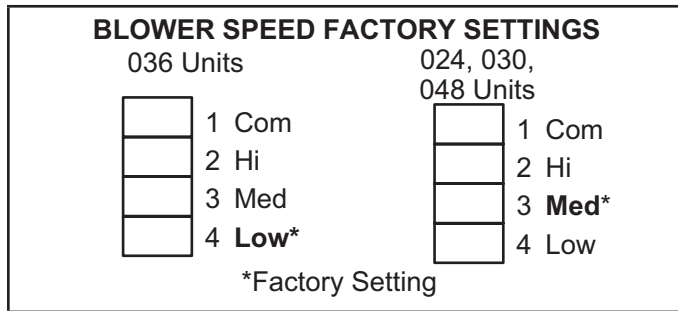 BLOWER SPEED FACTORY SETTINGS
036 Units
1 Com
2 Hi
3 Med
4 Low*
024, 030,
048 Units
1 Com
2 Hi
3 Med*
4 Low
*Factory Setting